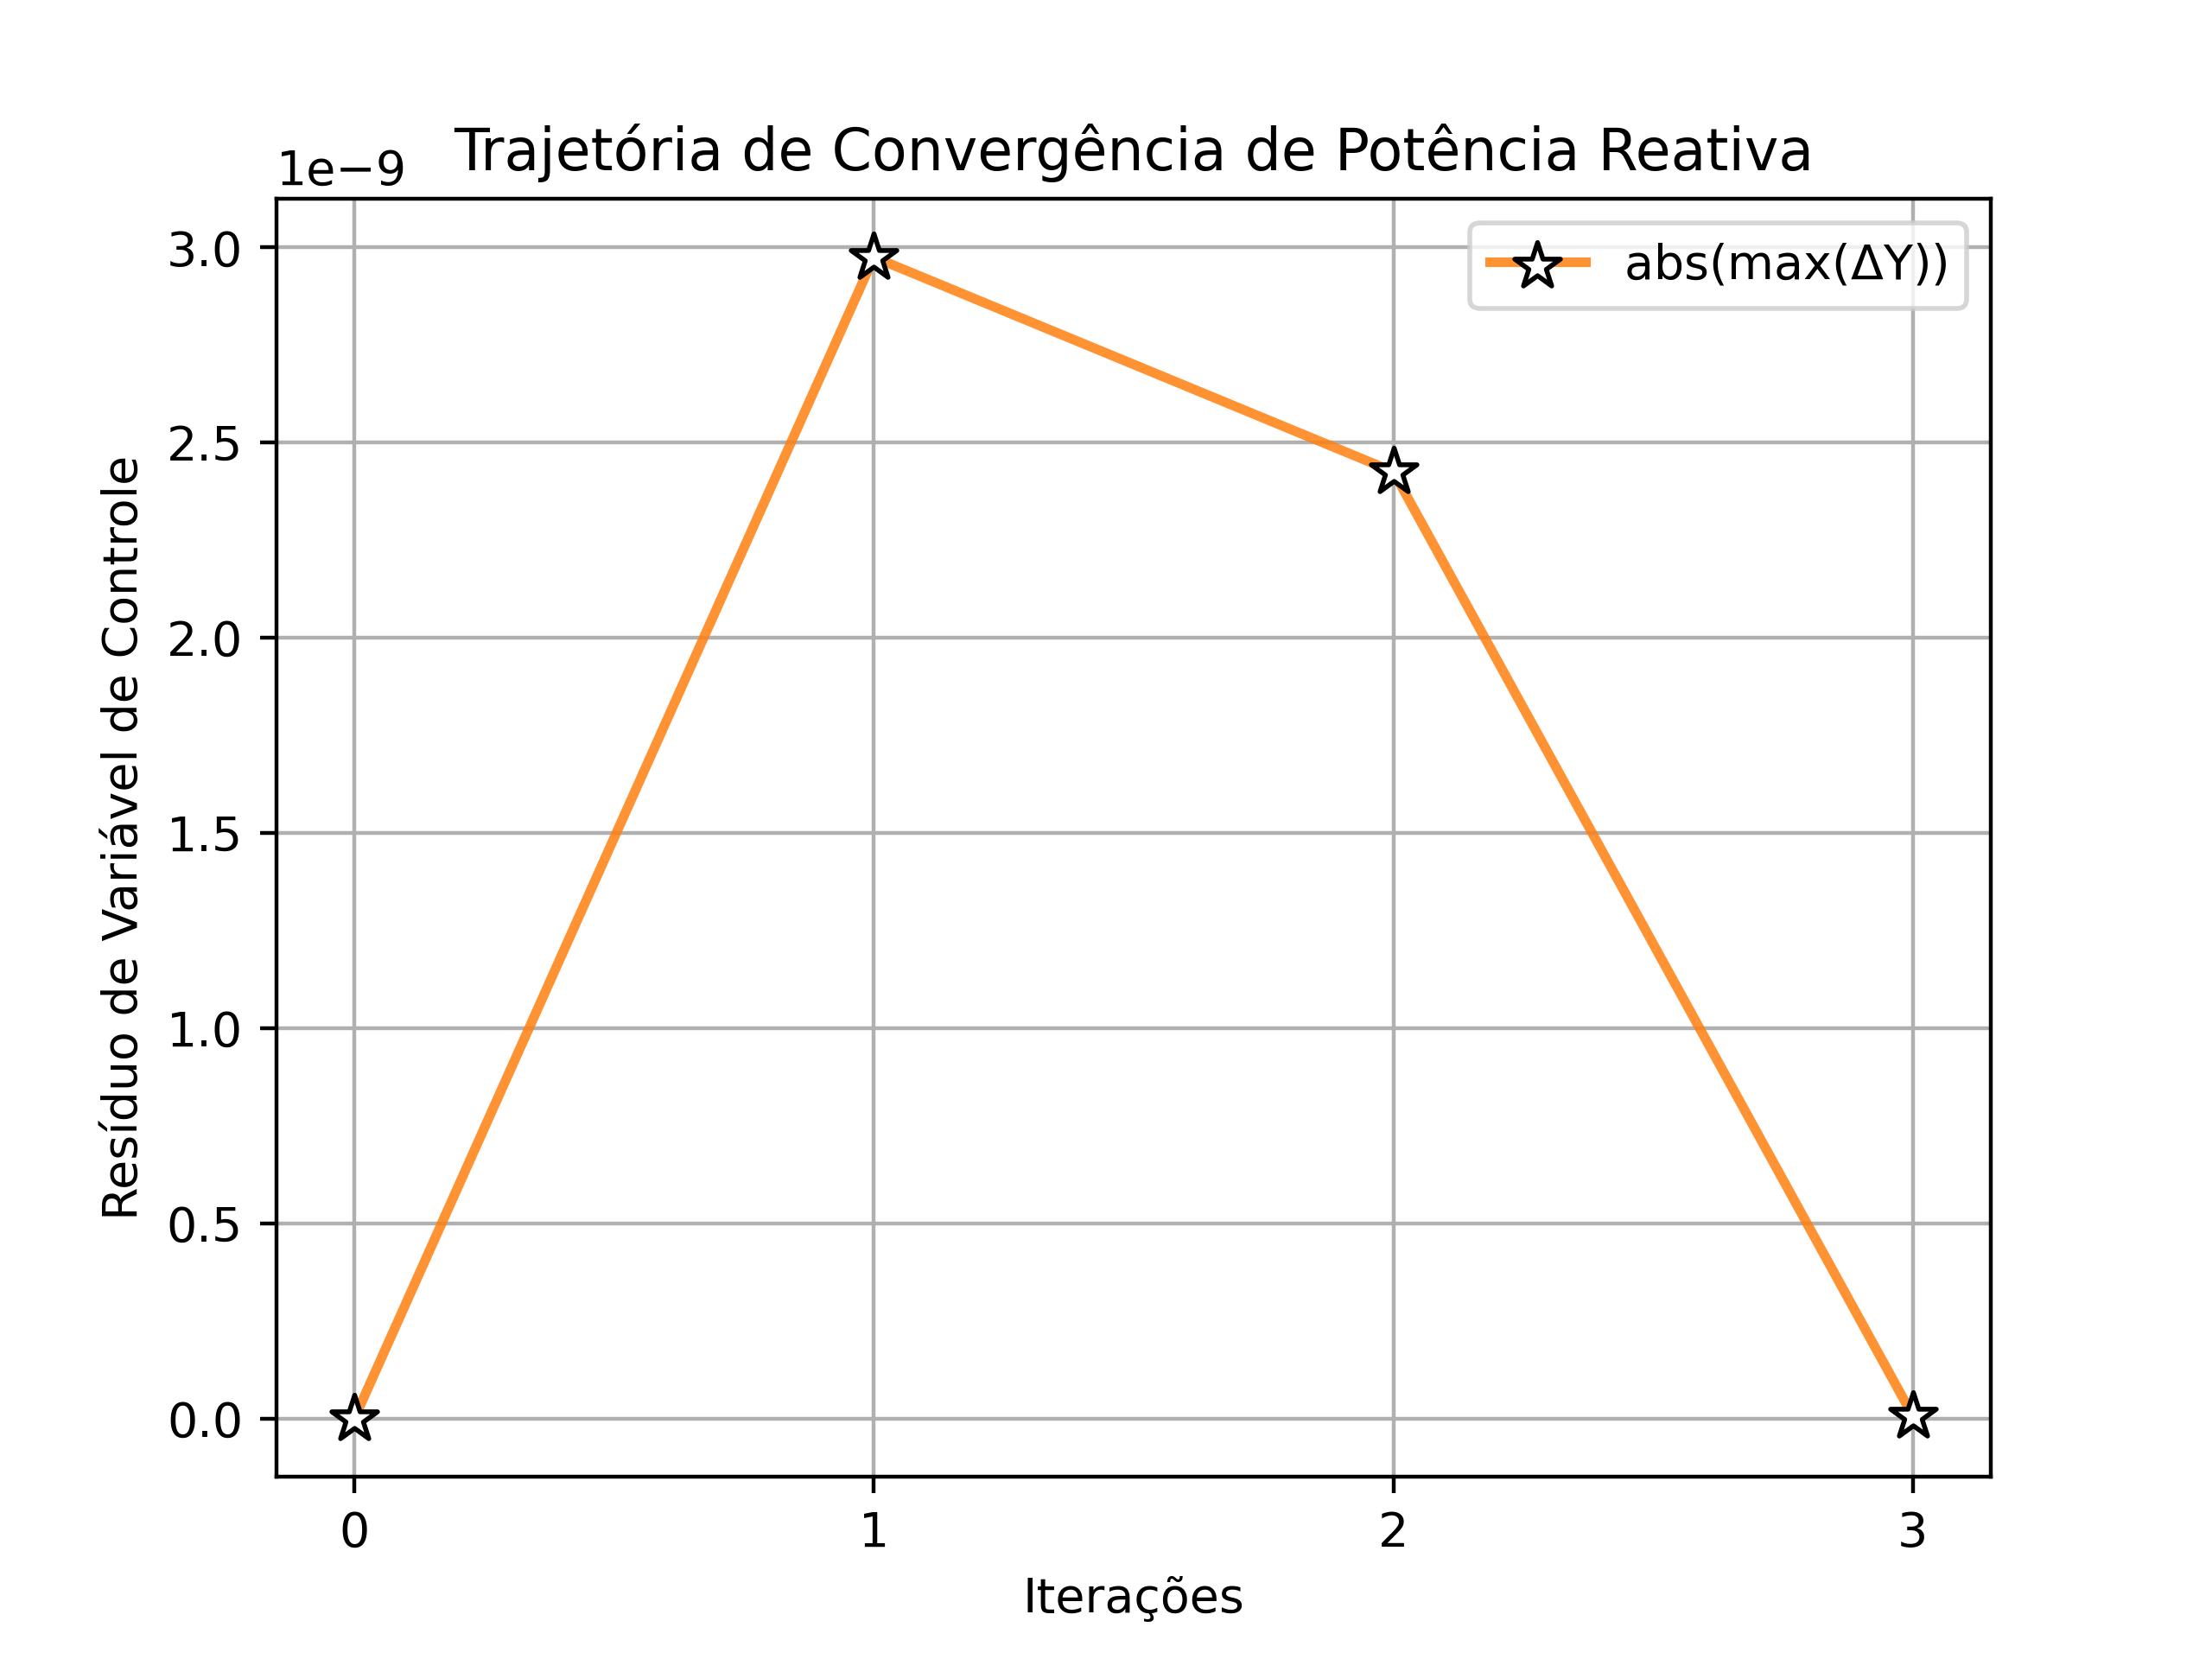 Trajetória de Convergência de Potência Reativa
1e−9
abs(max(ΔY))
3.0
2.5
2.0
1.5
1.0
0.5
0.0
Resíduo de Variável de Controle
0 1 2 3
Iterações